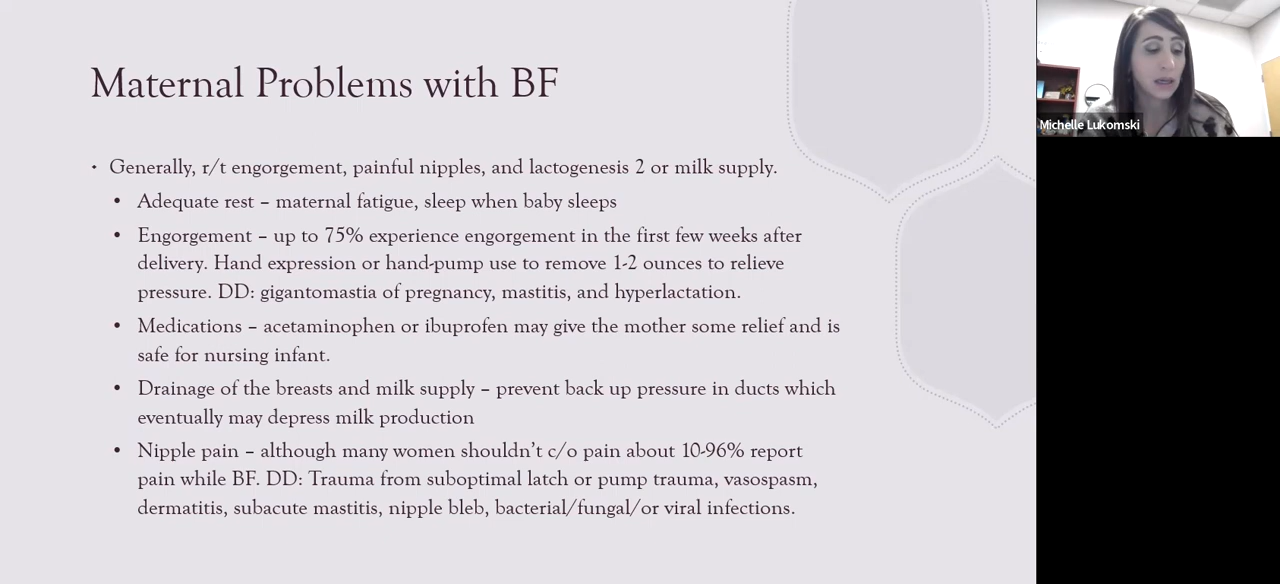 Maternal Problems with BF
• Generally, r/t engorgement, painful nipples, and lactogenesis 2 or milk supply.
• Adequate rest – maternal fatigue, sleep when baby sleeps
• Engorgement – up to 75% experience engorgement in the first few weeks after
delivery. Hand expression or hand-pump use to remove 1-2 ounces to relieve
pressure. DD: gigantomastia of pregnancy, mastitis, and hyperlactation.
• Medications – acetaminophen or ibuprofen may give the mother some relief and is
safe for nursing infant.
• Drainage of the breasts and milk supply – prevent back up pressure in ducts which
eventually may depress milk production
• Nipple pain – although many women shouldn't c/o pain about 10-96% report
pain while BF. DD: Trauma from suboptimal latch or pump trauma, vasospasm,
dermatitis, subacute mastitis, nipple bleb, bacterial/fungal/or viral infections.
Michelle Lukomski